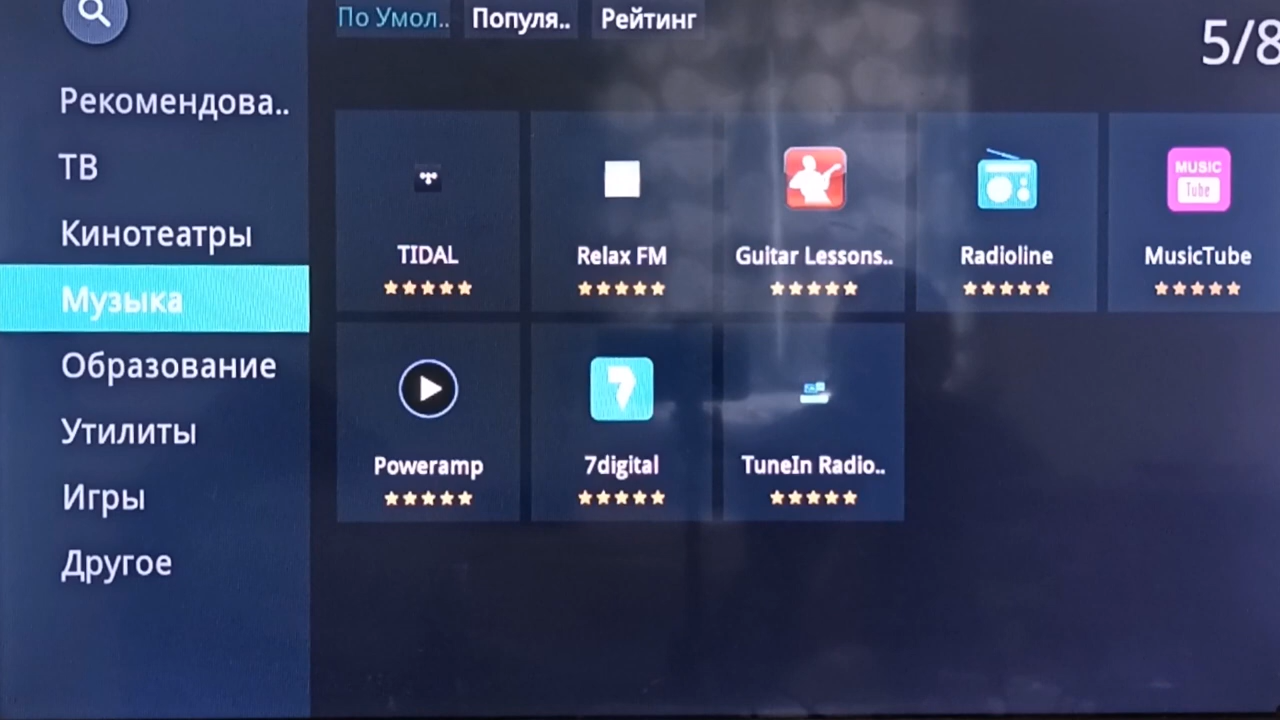 По Умол..
Популя..
Рейтинг
5/8
Рекомендова..
ТВ
Кинотеатры
Музыка
Образование
Утилиты
Игры
Другое
TIDAL
Relax FM
Guitar Lessons..
Radioline
MUSIC
Tube
MusicTube
Poweramp
7
7digital
TuneIn Radio..